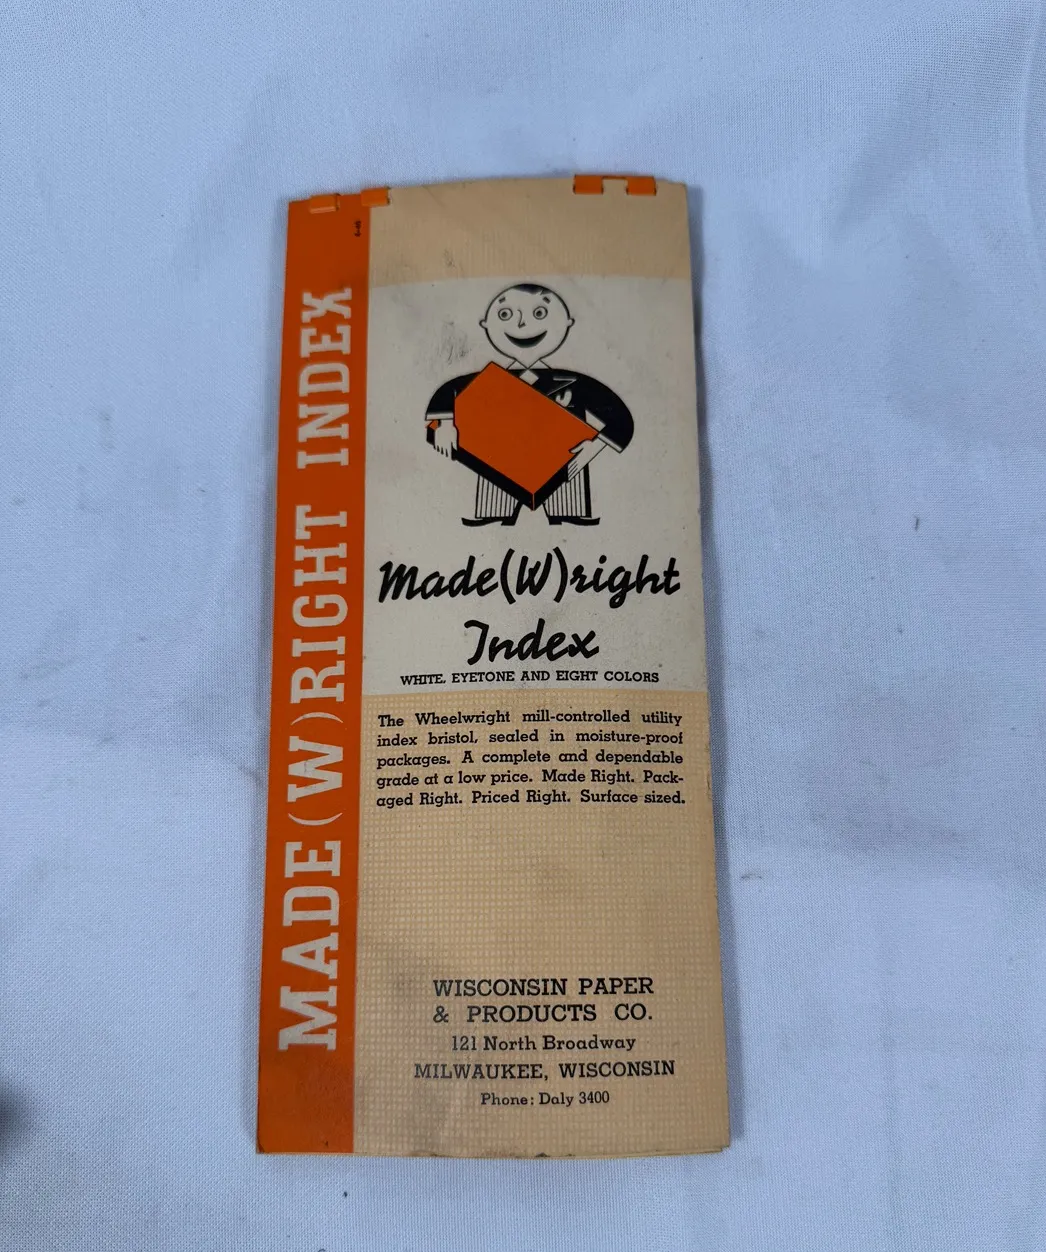 MADE (W)RIGHT INDEX
Made(W)right
Index
WHITE, EYETONE AND EIGHT COLORS
The Wheelwright mill-controlled utility
index bristol, sealed in moisture-proof
packages. A complete and dependable
grade at a low price. Made Right. Pack-
aged Right. Priced Right. Surface sized.
WISCONSIN PAPER
& PRODUCTS CO.
121 North Broadway
MILWAUKEE, WISCONSIN
Phone: Daly 3400